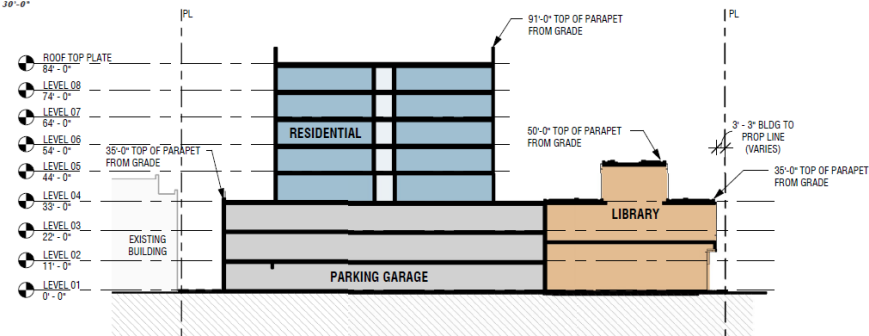 30'-0"
PL
PL
91'-0" TOP OF PARAPET
FROM GRADE
ROOF TOP PLATE
84' - 0"
LEVEL 08
74' - 0"
LEVEL 07
64' - 0"
LEVEL 06
54' - 0"
LEVEL 05
44' - 0"
LEVEL 04
33' - 0"
LEVEL 03
22' - 0"
LEVEL 02
11' - 0"
LEVEL 01
0' - 0"
35'-0" TOP OF PARAPET
FROM GRADE
RESIDENTIAL
50'-0" TOP OF PARAPET
FROM GRADE
3' - 3" BLDG TO
PROP LINE
(VARIES)
35'-0" TOP OF PARAPET
FROM GRADE
EXISTING
BUILDING
LIBRARY
PARKING GARAGE